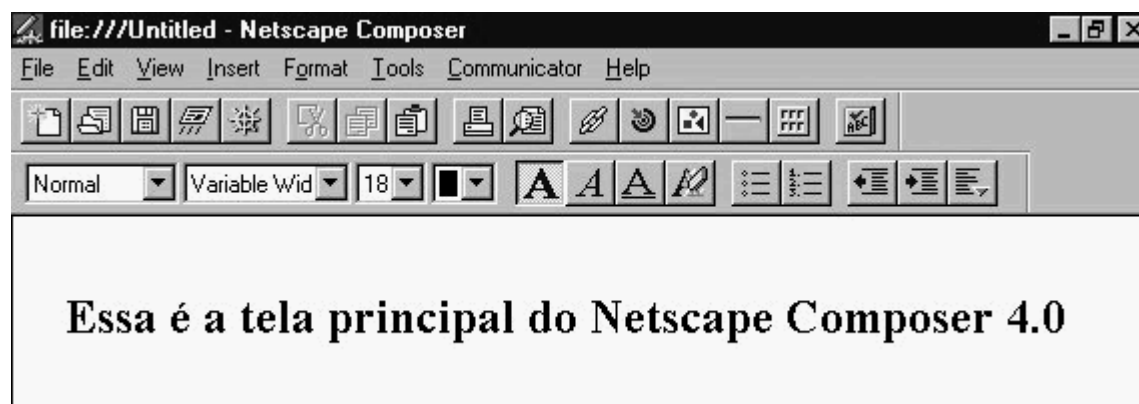 file:///Untitled - Netscape Composer
File Edit View Insert Format Tools Communicator Help
Normal Variable Wid 18 A A A
Essa é a tela principal do Netscape Composer 4.0